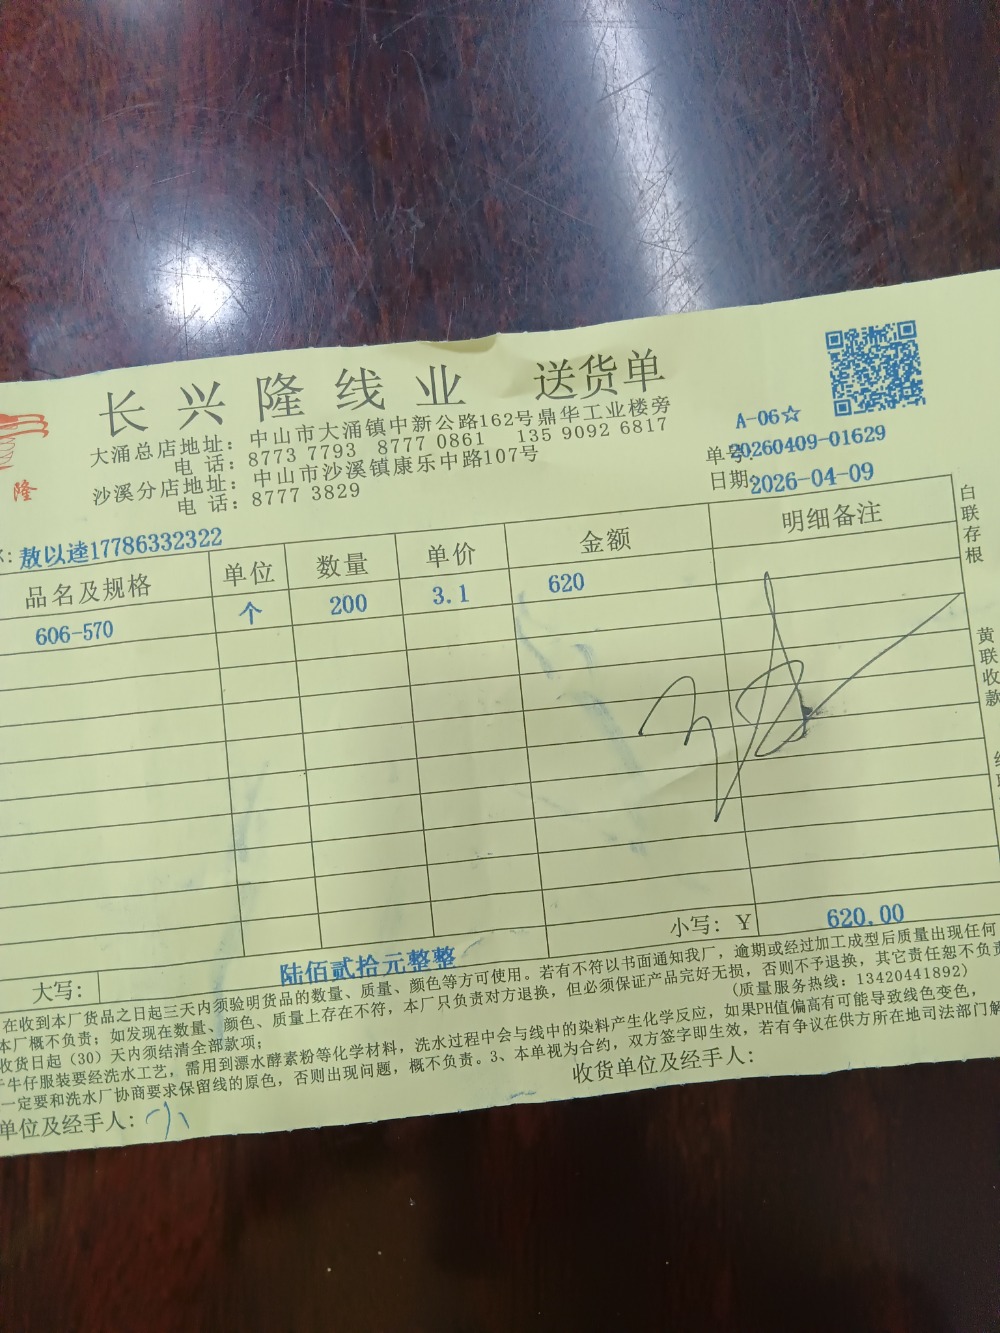 长兴隆线业 送货单
大涌总店地址：中山市大涌镇中新公路162号鼎华工业楼旁
电 话：8773 7793 8777 0861 135 9092 6817
沙溪分店地址：中山市沙溪镇康乐中路107号
电 话：8777 3829
隆
A-06☆
单号:20260409-01629
日期:2026-04-09
敖以逵17786332322
品名及规格 单位 数量 单价 金额 明细备注
606-570 个 200 3.1 620
小写：Y 620.00
大写： 陆佰贰拾元整整
在收到本厂货品之日起三天内须验明货品的数量、质量、颜色等方可使用。若有不符以书面通知我厂，逾期或经过加工成型后质量出现任何
本厂概不负责；如发现在数量、颜色、质量上存在不符，本厂只负责对方退换，但必须保证产品完好无损，否则不予退换，其它责任恕不负责
收货日起（30）天内须结清全部款项； (质量服务热线：13420441892)
牛仔服装要经洗水工艺，需用到漂水酵素粉等化学材料，洗水过程中会与线中的染料产生化学反应，如果PH值偏高有可能导致线色变色，
一定要和洗水厂协商要求保留线的原色，否则出现问题，概不负责。3、本单视为合约，双方签字即生效，若有争议在供方所在地司法部门解
单位及经手人： 收货单位及经手人：
白联存根
黄联收款